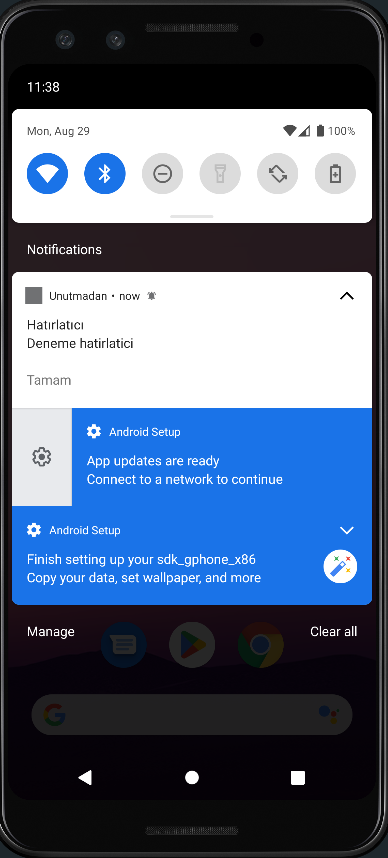 11:38
Mon, Aug 29
100%
Notifications
Unutmadan • now
Hatırlatıcı
Deneme hatirlatici
Tamam
Android Setup
App updates are ready
Connect to a network to continue
Android Setup
Finish setting up your sdk_gphone_x86
Copy your data, set wallpaper, and more
Manage
Clear all